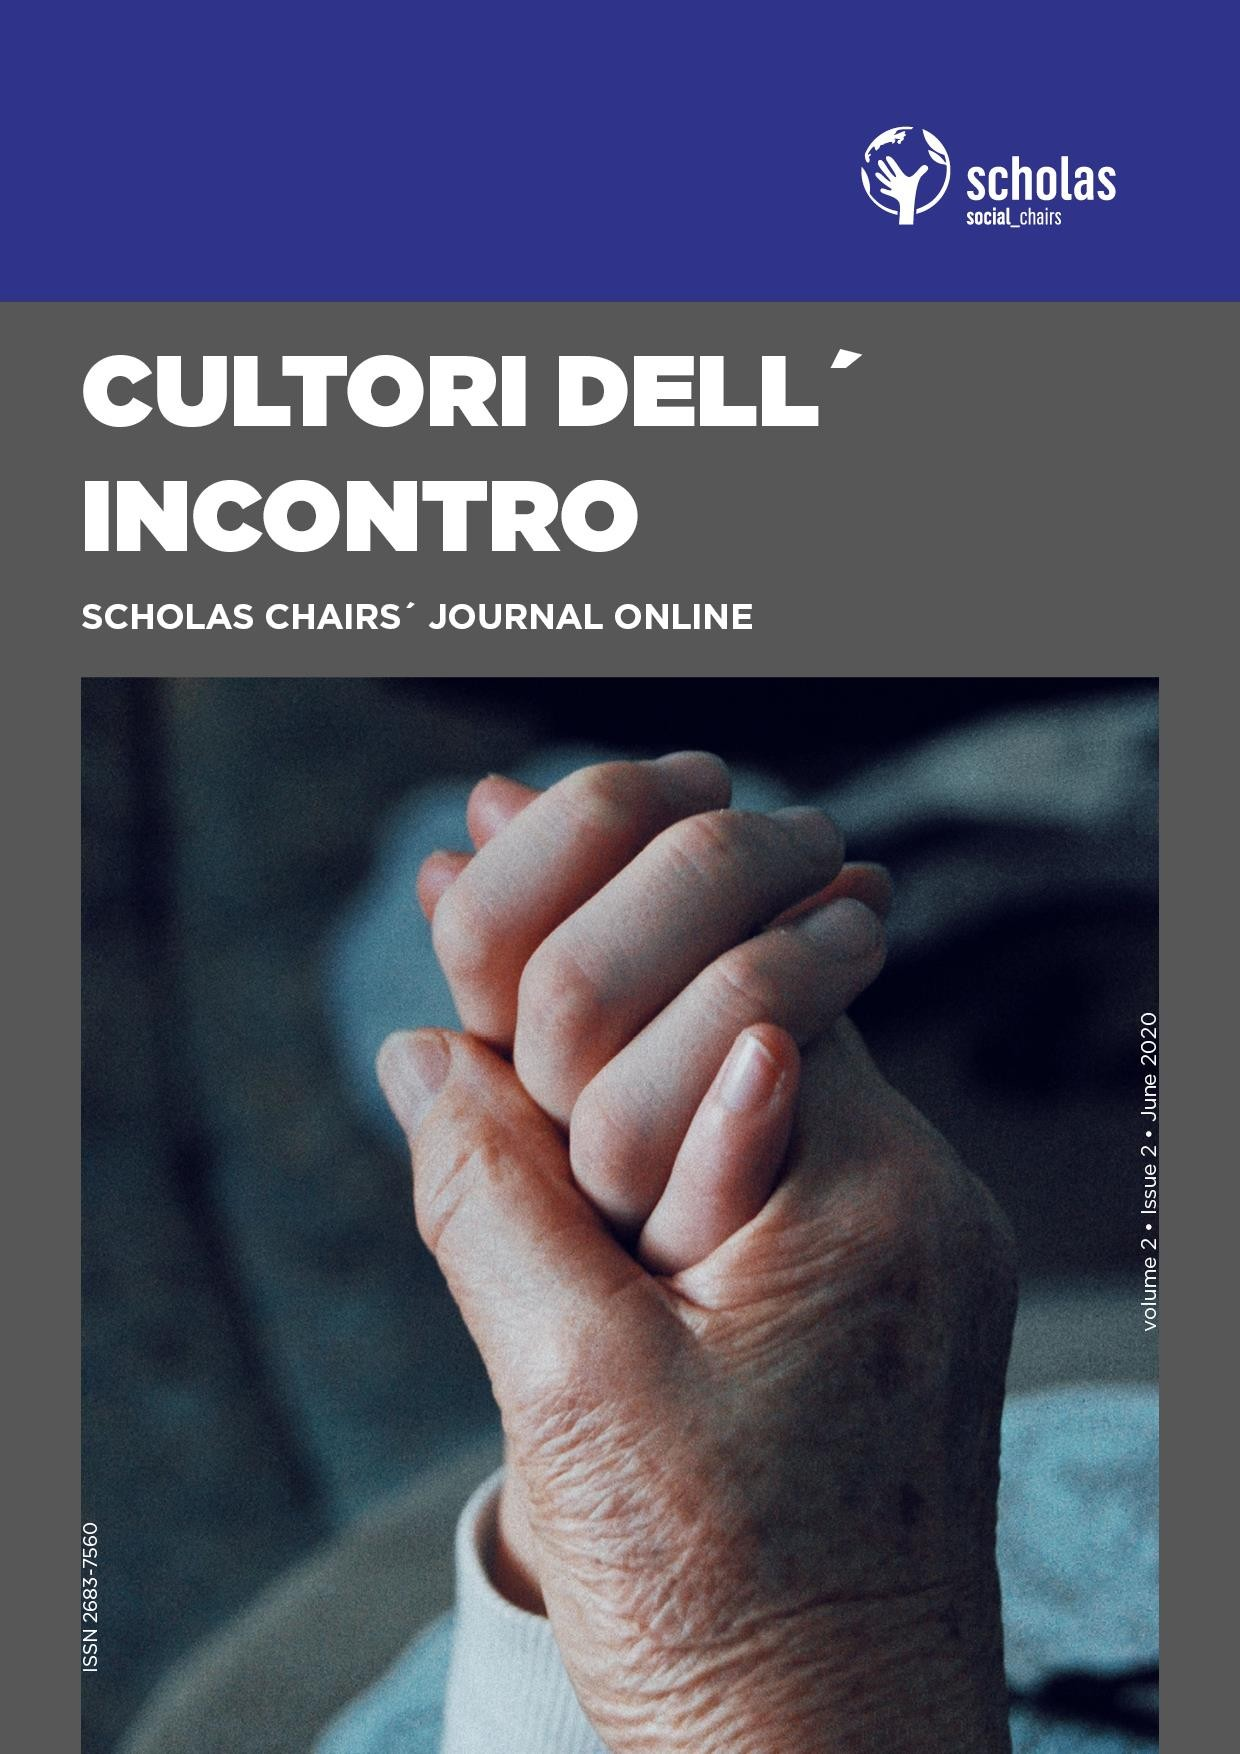 scholas
social_chairs
CULTORI DELL´
INCONTRO
SCHOLAS CHAIRS´ JOURNAL ONLINE
volume 2 • Issue 2 • June 2020
ISSN 2683-7560